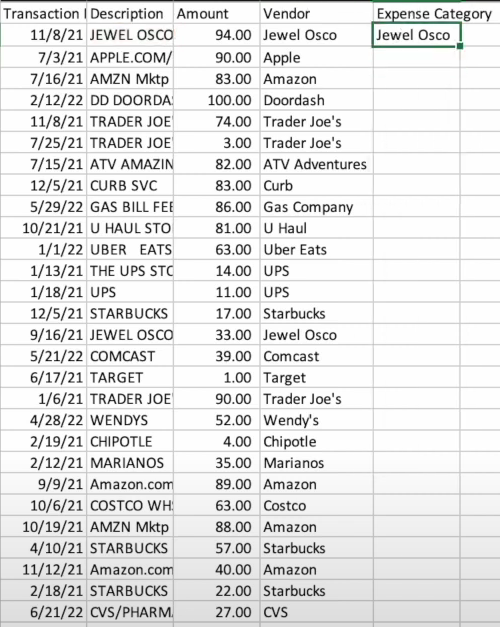 Transaction Description Amount Vendor Expense Category
11/8/21 JEWEL OSCO 94.00 Jewel Osco Jewel Osco
7/3/21 APPLE.COM/ 90.00 Apple
7/16/21 AMZN Mktp 83.00 Amazon
2/12/22 DD DOORDA 100.00 Doordash
11/8/21 TRADER JOE' 74.00 Trader Joe's
7/25/21 TRADER JOE' 3.00 Trader Joe's
7/15/21 ATV AMAZIN 82.00 ATV Adventures
12/5/21 CURB SVC 83.00 Curb
5/29/22 GAS BILL FEE 86.00 Gas Company
10/21/21 U HAUL STO 81.00 U Haul
1/1/22 UBER EATS 63.00 Uber Eats
1/13/21 THE UPS STO 14.00 UPS
1/18/21 UPS 11.00 UPS
12/5/21 STARBUCKS 17.00 Starbucks
9/16/21 JEWEL OSCO 33.00 Jewel Osco
5/21/22 COMCAST 39.00 Comcast
6/17/21 TARGET 1.00 Target
1/6/21 TRADER JOE' 90.00 Trader Joe's
4/28/22 WENDYS 52.00 Wendy's
2/19/21 CHIPOTLE 4.00 Chipotle
2/12/21 MARIANOS 35.00 Marianos
9/9/21 Amazon.com 89.00 Amazon
10/6/21 COSTCO WH 63.00 Costco
10/19/21 AMZN Mktp 88.00 Amazon
4/10/21 STARBUCKS 57.00 Starbucks
11/12/21 Amazon.com 40.00 Amazon
2/18/21 STARBUCKS 22.00 Starbucks
6/21/22 CVS/PHARM 27.00 CVS